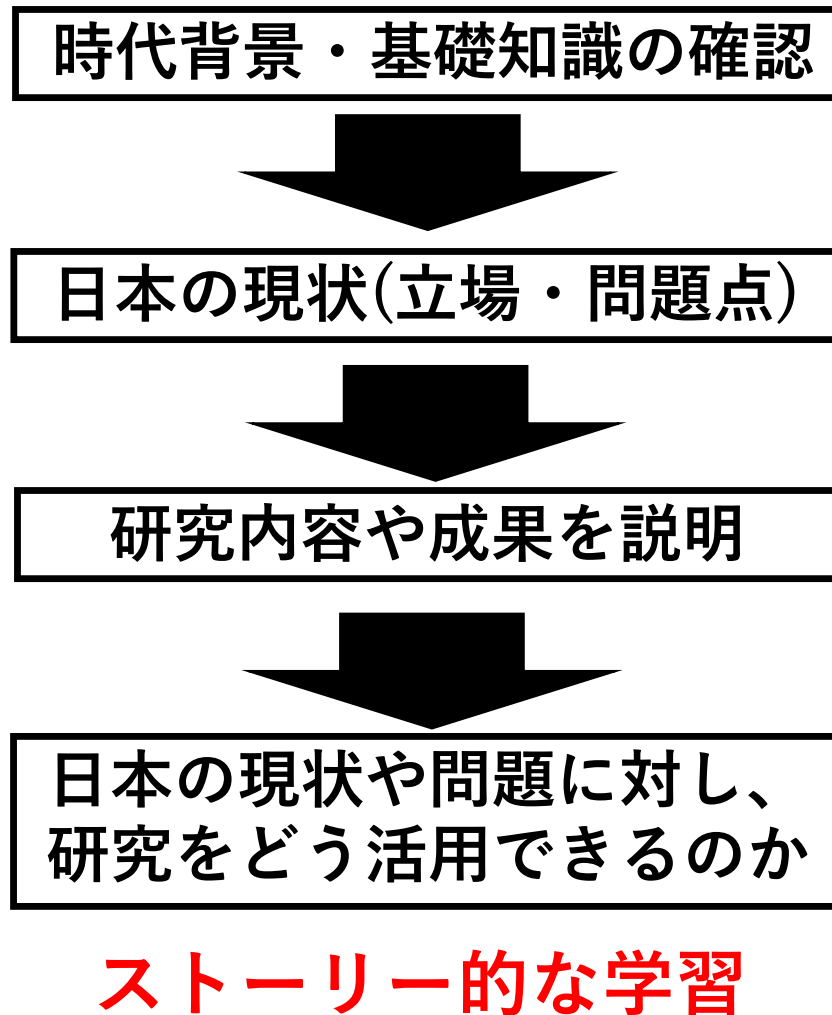 時代背景・基礎知識の確認
日本の現状(立場・問題点)
研究内容や成果を説明
日本の現状や問題に対し、
研究をどう活用できるのか
ストーリー的な学習